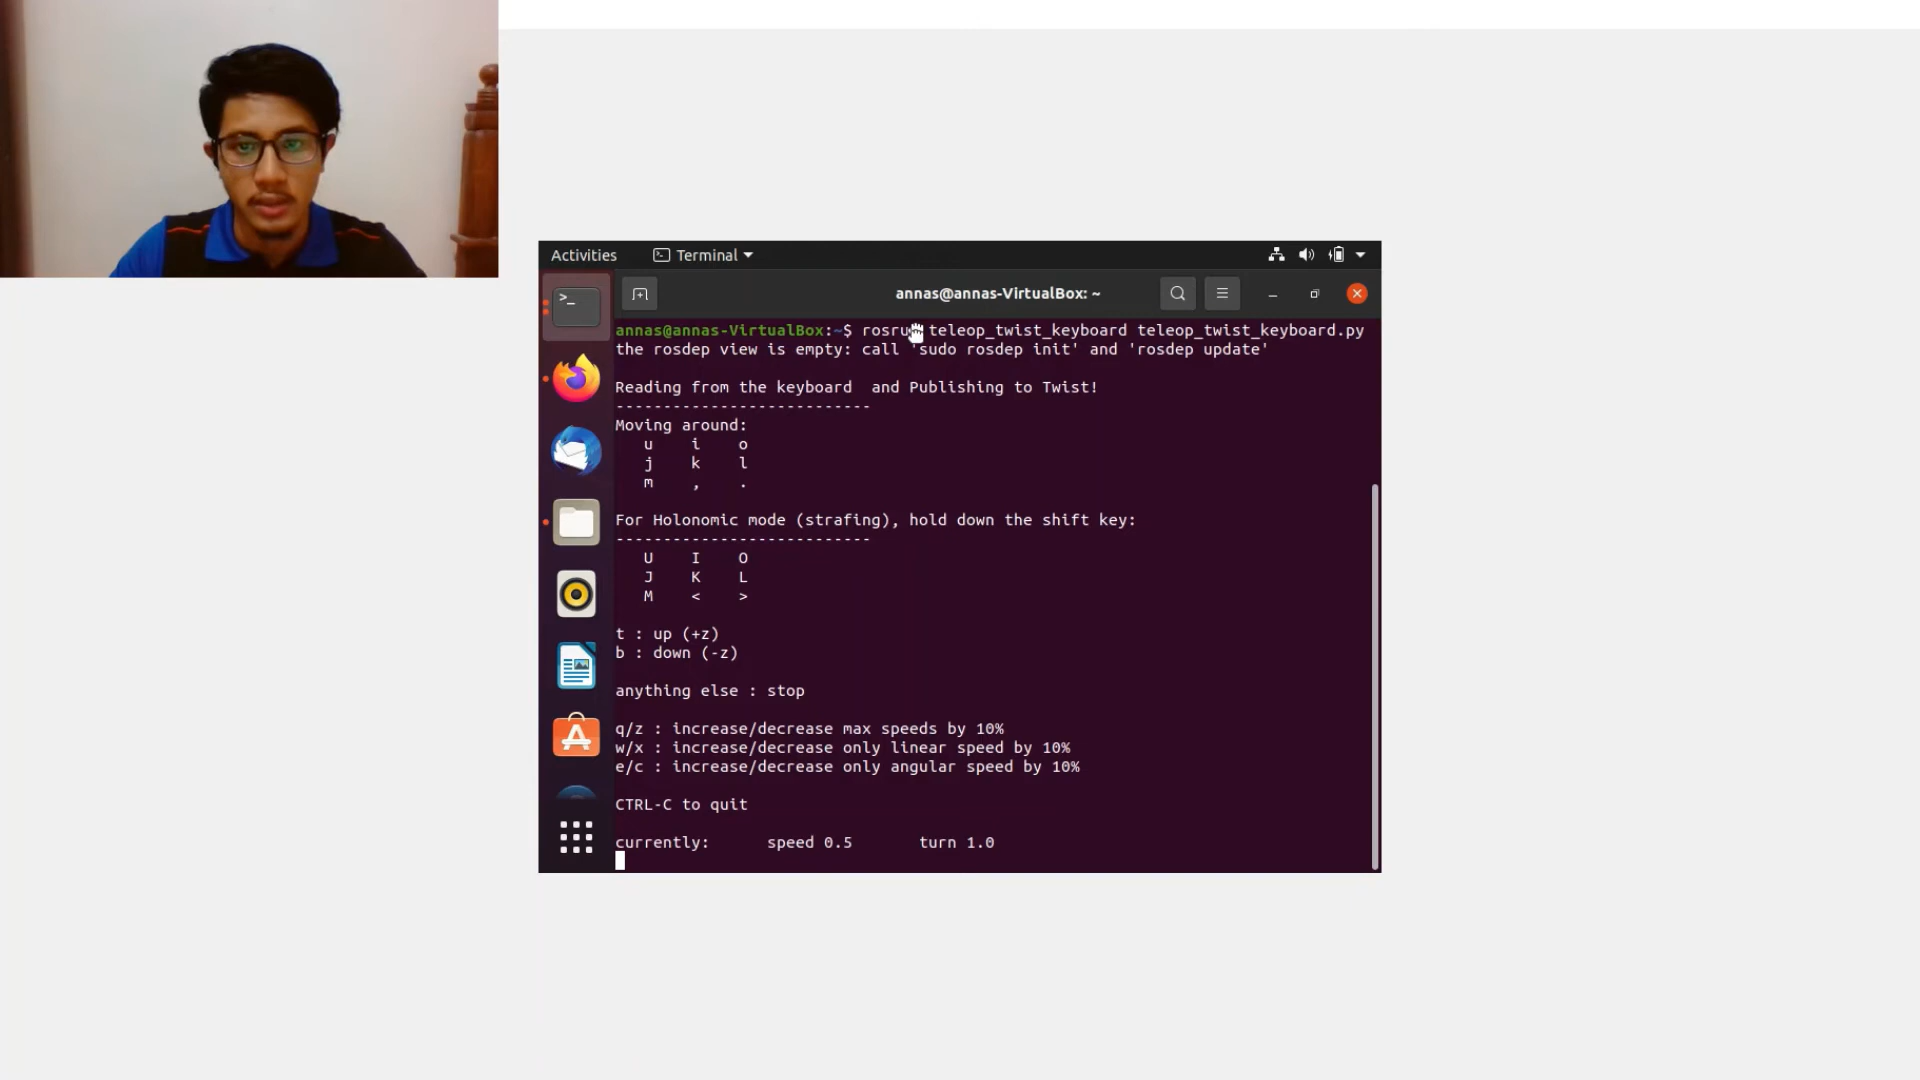 Activities Terminal
annas@annas-VirtualBox: ~
annas@annas-VirtualBox:~$ rosrun teleop_twist_keyboard teleop_twist_keyboard.py
the rosdep view is empty: call 'sudo rosdep init' and 'rosdep update'
Reading from the keyboard  and Publishing to Twist!
---------------------------
Moving around:
u i o
j k l
m , .
For Holonomic mode (strafing), hold down the shift key:
---------------------------
U I O
J K L
M < >
t : up (+z)
b : down (-z)
anything else : stop
q/z : increase/decrease max speeds by 10%
w/x : increase/decrease only linear speed by 10%
e/c : increase/decrease only angular speed by 10%
CTRL-C to quit
currently: speed 0.5 turn 1.0